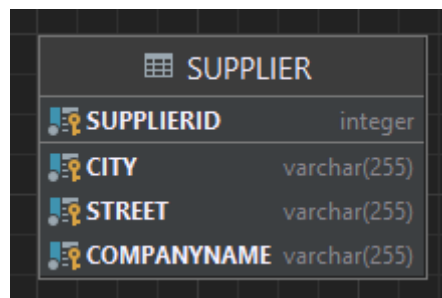 SUPPLIER
SUPPLIERID integer
CITY varchar(255)
STREET varchar(255)
COMPANYNAME varchar(255)